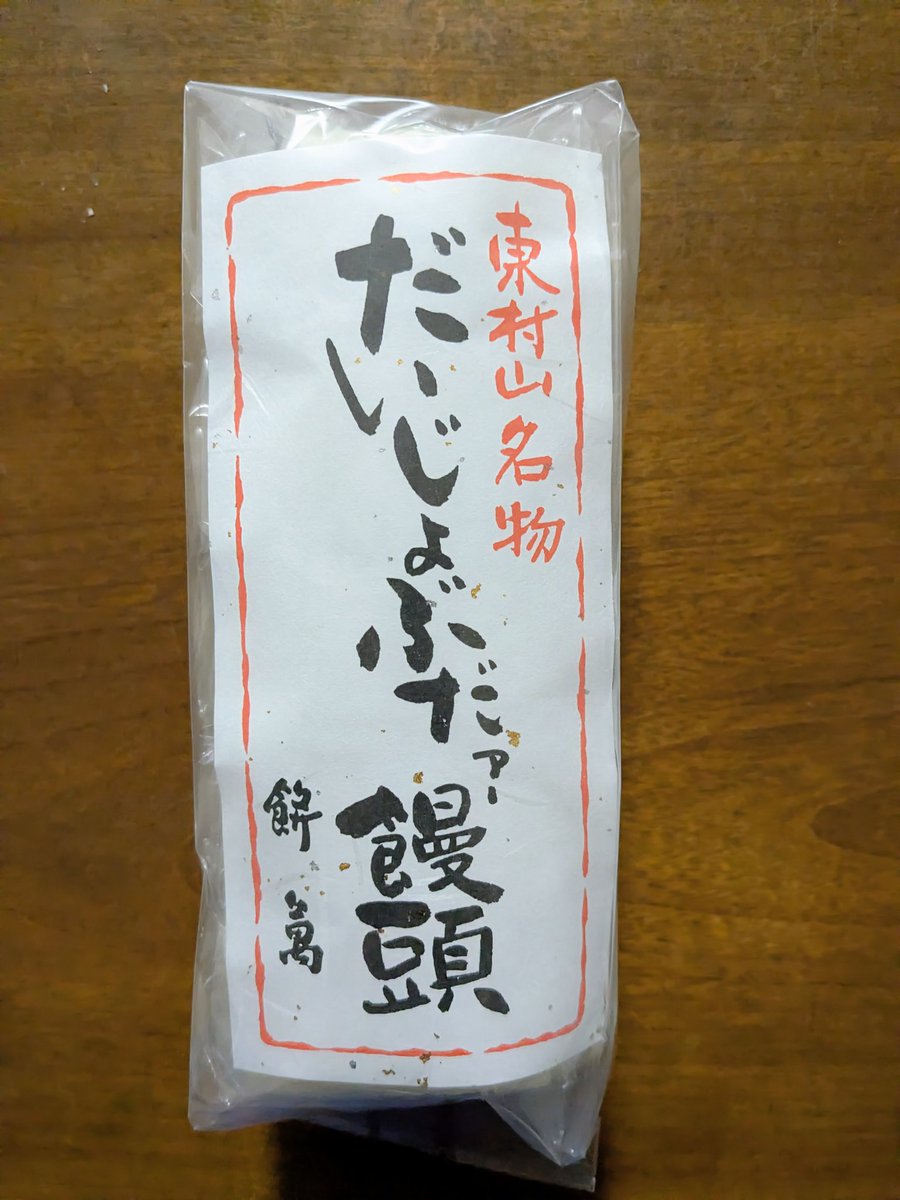 東村山名物
だいじょぶだァー
饅頭
餅萬